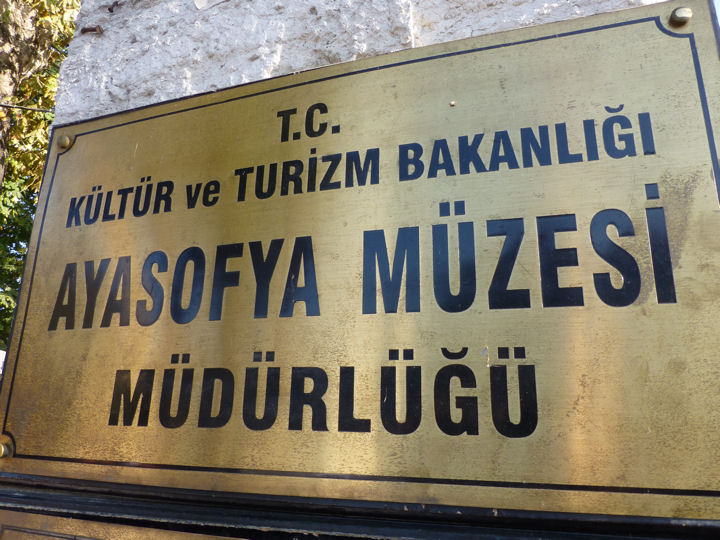 T.C.
KÜLTÜR ve TURİZM BAKANLIĞI
AYASOFYA MÜZESİ
MÜDÜRLÜĞÜ